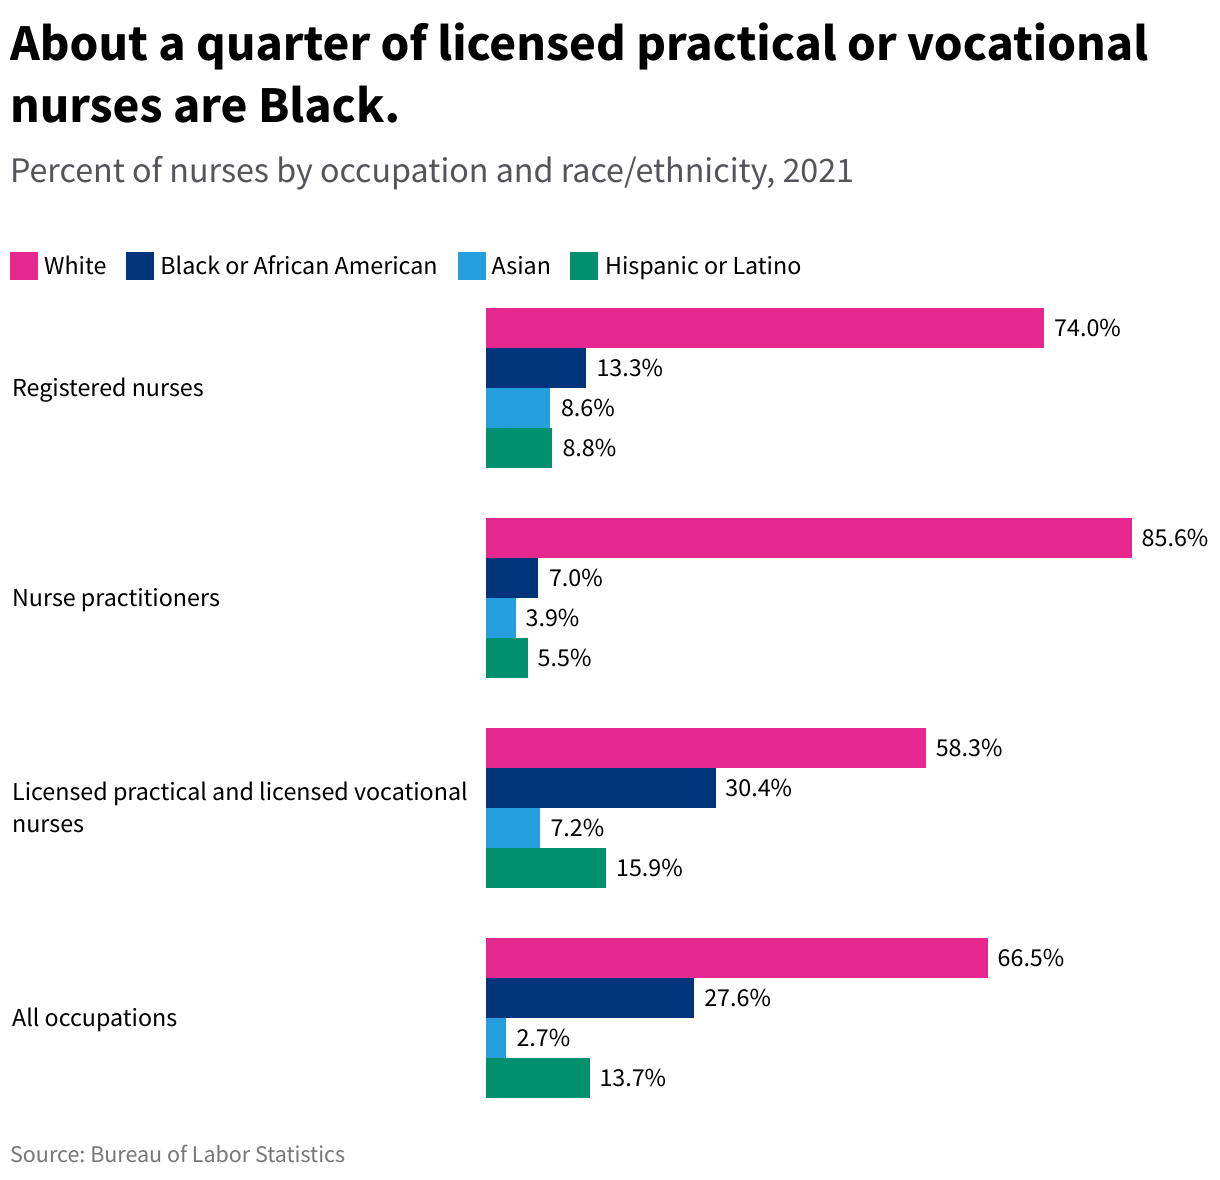 About a quarter of licensed practical or vocational
nurses are Black.
Percent of nurses by occupation and race/ethnicity, 2021
White Black or African American Asian Hispanic or Latino
Registered nurses
74.0%
13.3%
8.6%
8.8%
Nurse practitioners
85.6%
7.0%
3.9%
5.5%
Licensed practical and licensed vocational
nurses
58.3%
30.4%
7.2%
15.9%
All occupations
66.5%
27.6%
2.7%
13.7%
Source: Bureau of Labor Statistics